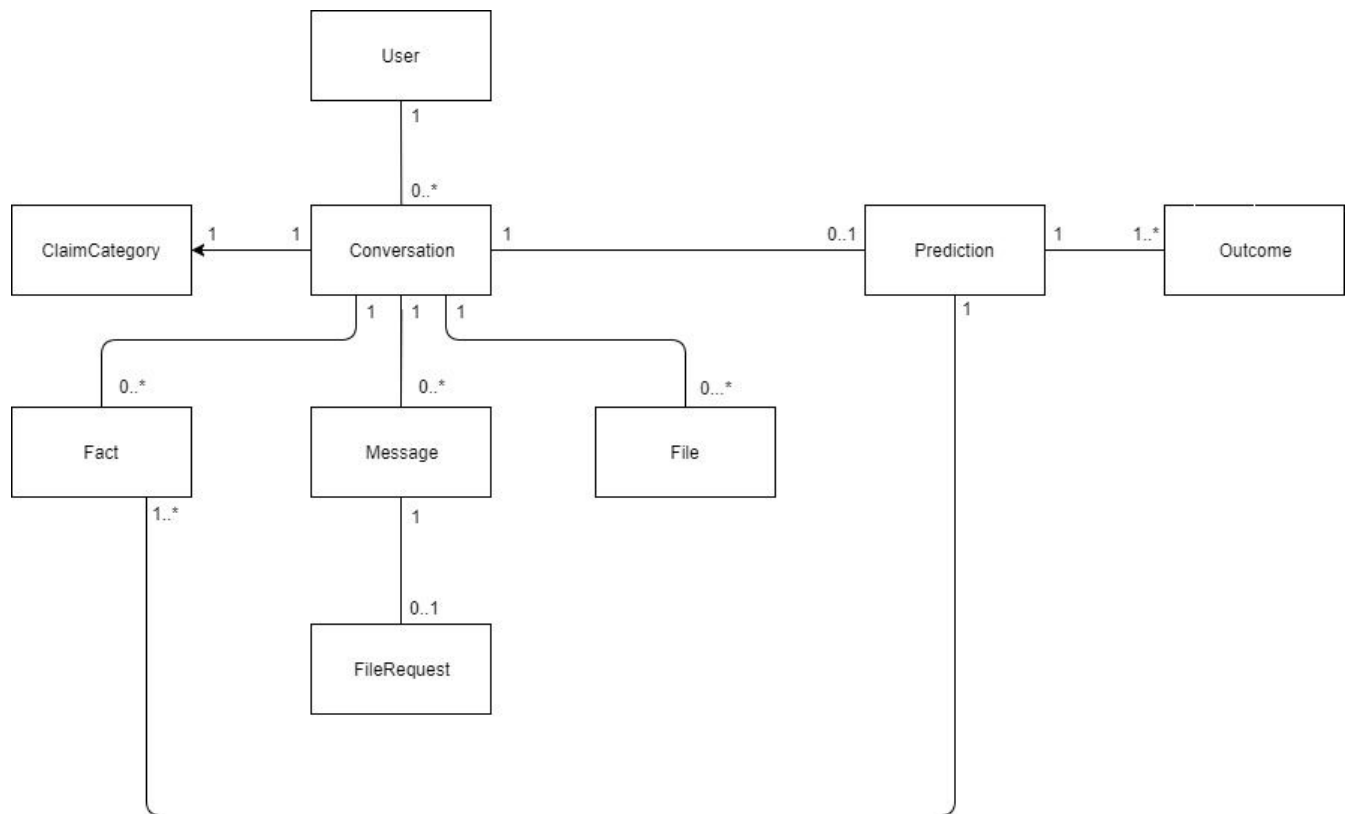 User
1
0..*
ClaimCategory
1
1
Conversation
1
0..1
Prediction
1
1..*
Outcome
1
1
1
1
0..*
0..*
0...*
Fact
Message
File
1..*
1
0..1
FileRequest